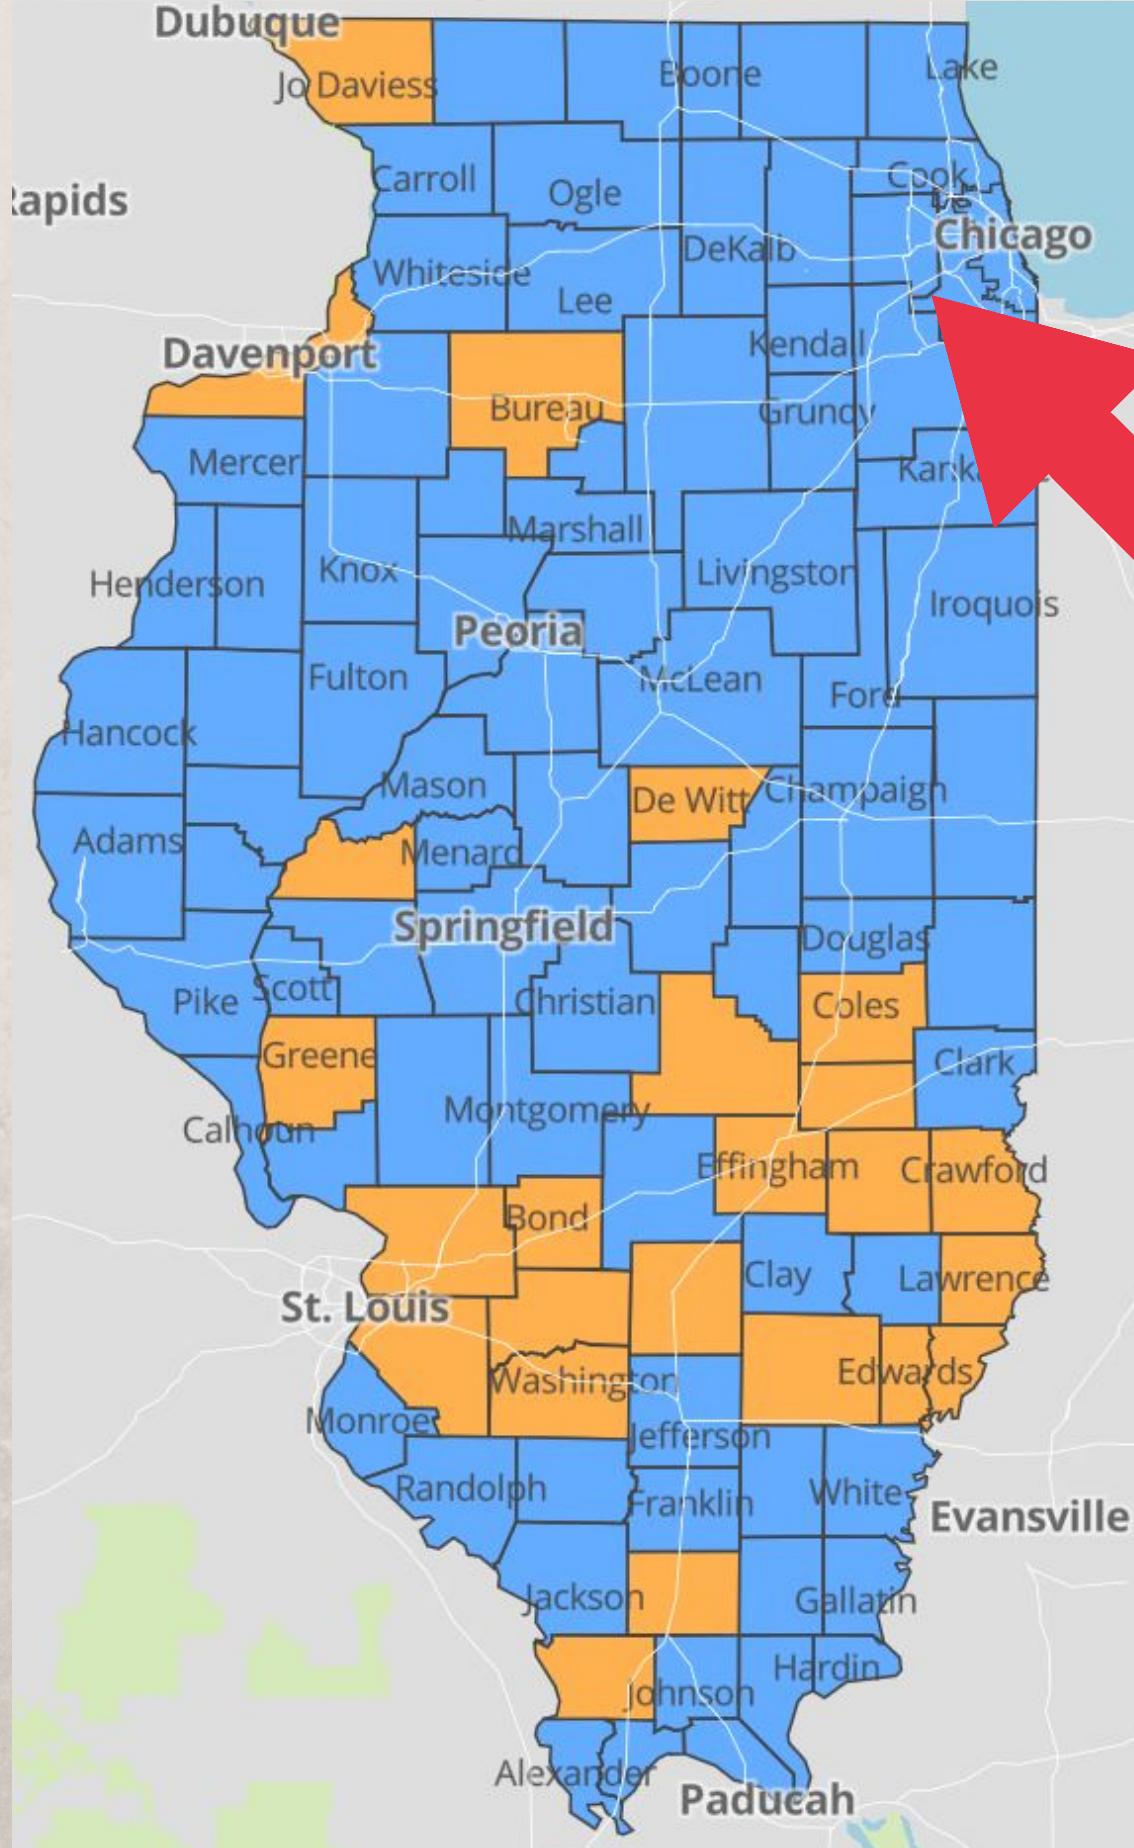 Dubuque
Boone
Lake
Jo Daviess
Cook
Carroll
Ogle
Rapids
Chicago
DeKalb
Whiteside
Lee
Kendall
Davenport
Bureau
Grundy
Mercer
Marshall
Knox
Livingston
Henderson
Iroquois
Peoria
Fulton
McLean
Ford
Hancock
Mason
De Witt
Champaign
Adams
Menard
Springfield
Douglas
Scott
Pike
Christian
Coles
Greene
Clark
Montgomery
Calhoun
Effingham
Crawford
Bond
Clay
Lawrence
St. Louis
Edwards
Washington
Monroe
Jefferson
Randolph
Franklin
White
Evansville
Jackson
Gallatin
Hardin
Johnson
Alexander
Paducah